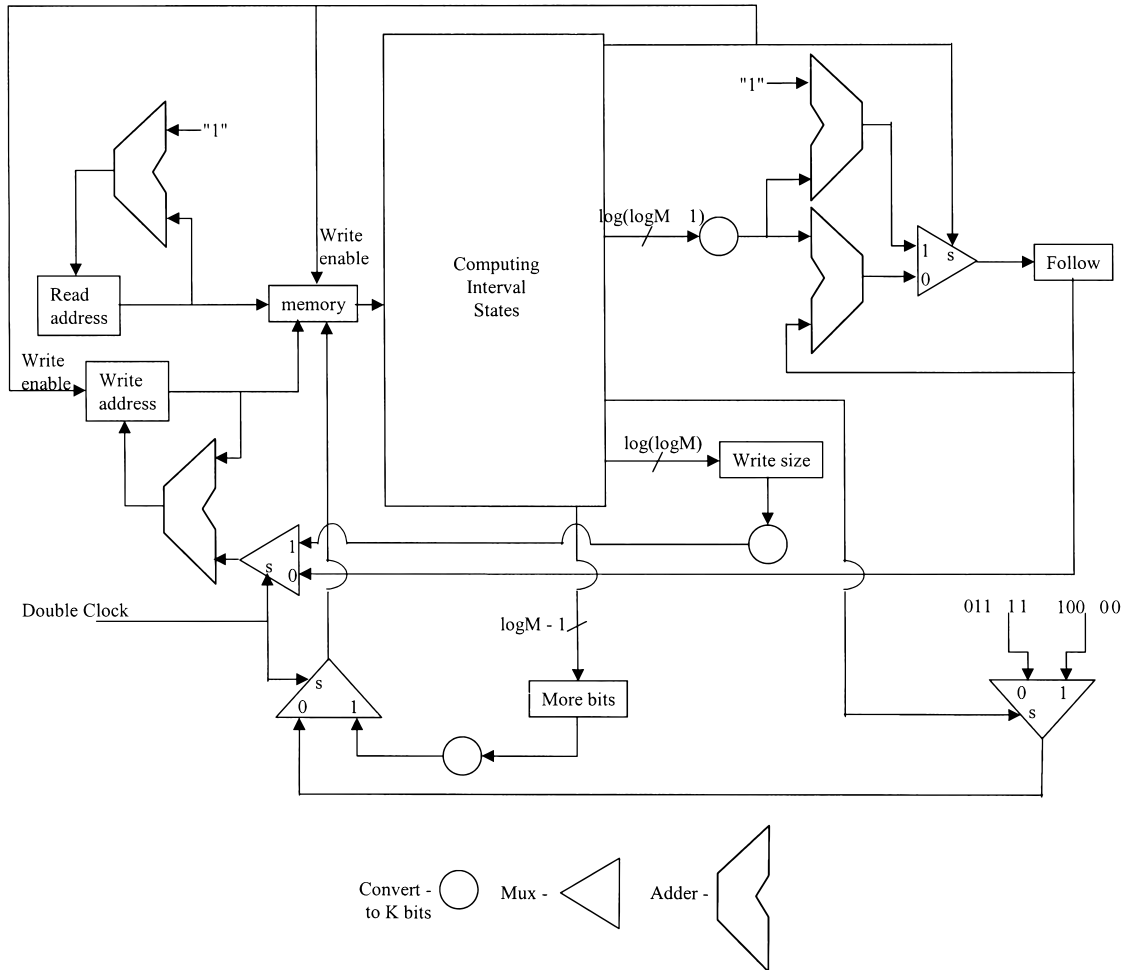 "1"
"1"
Write
enable
log(logM 1)
Computing
Interval
States
1
s
0
Follow
Read
address
memory
Write
enable
Write
address
log(logM)
Write size
1
s
0
Double Clock
011 11 100 00
logM - 1
s
0 1
More bits
0 1
s
Convert -
to K bits
Mux -
Adder -